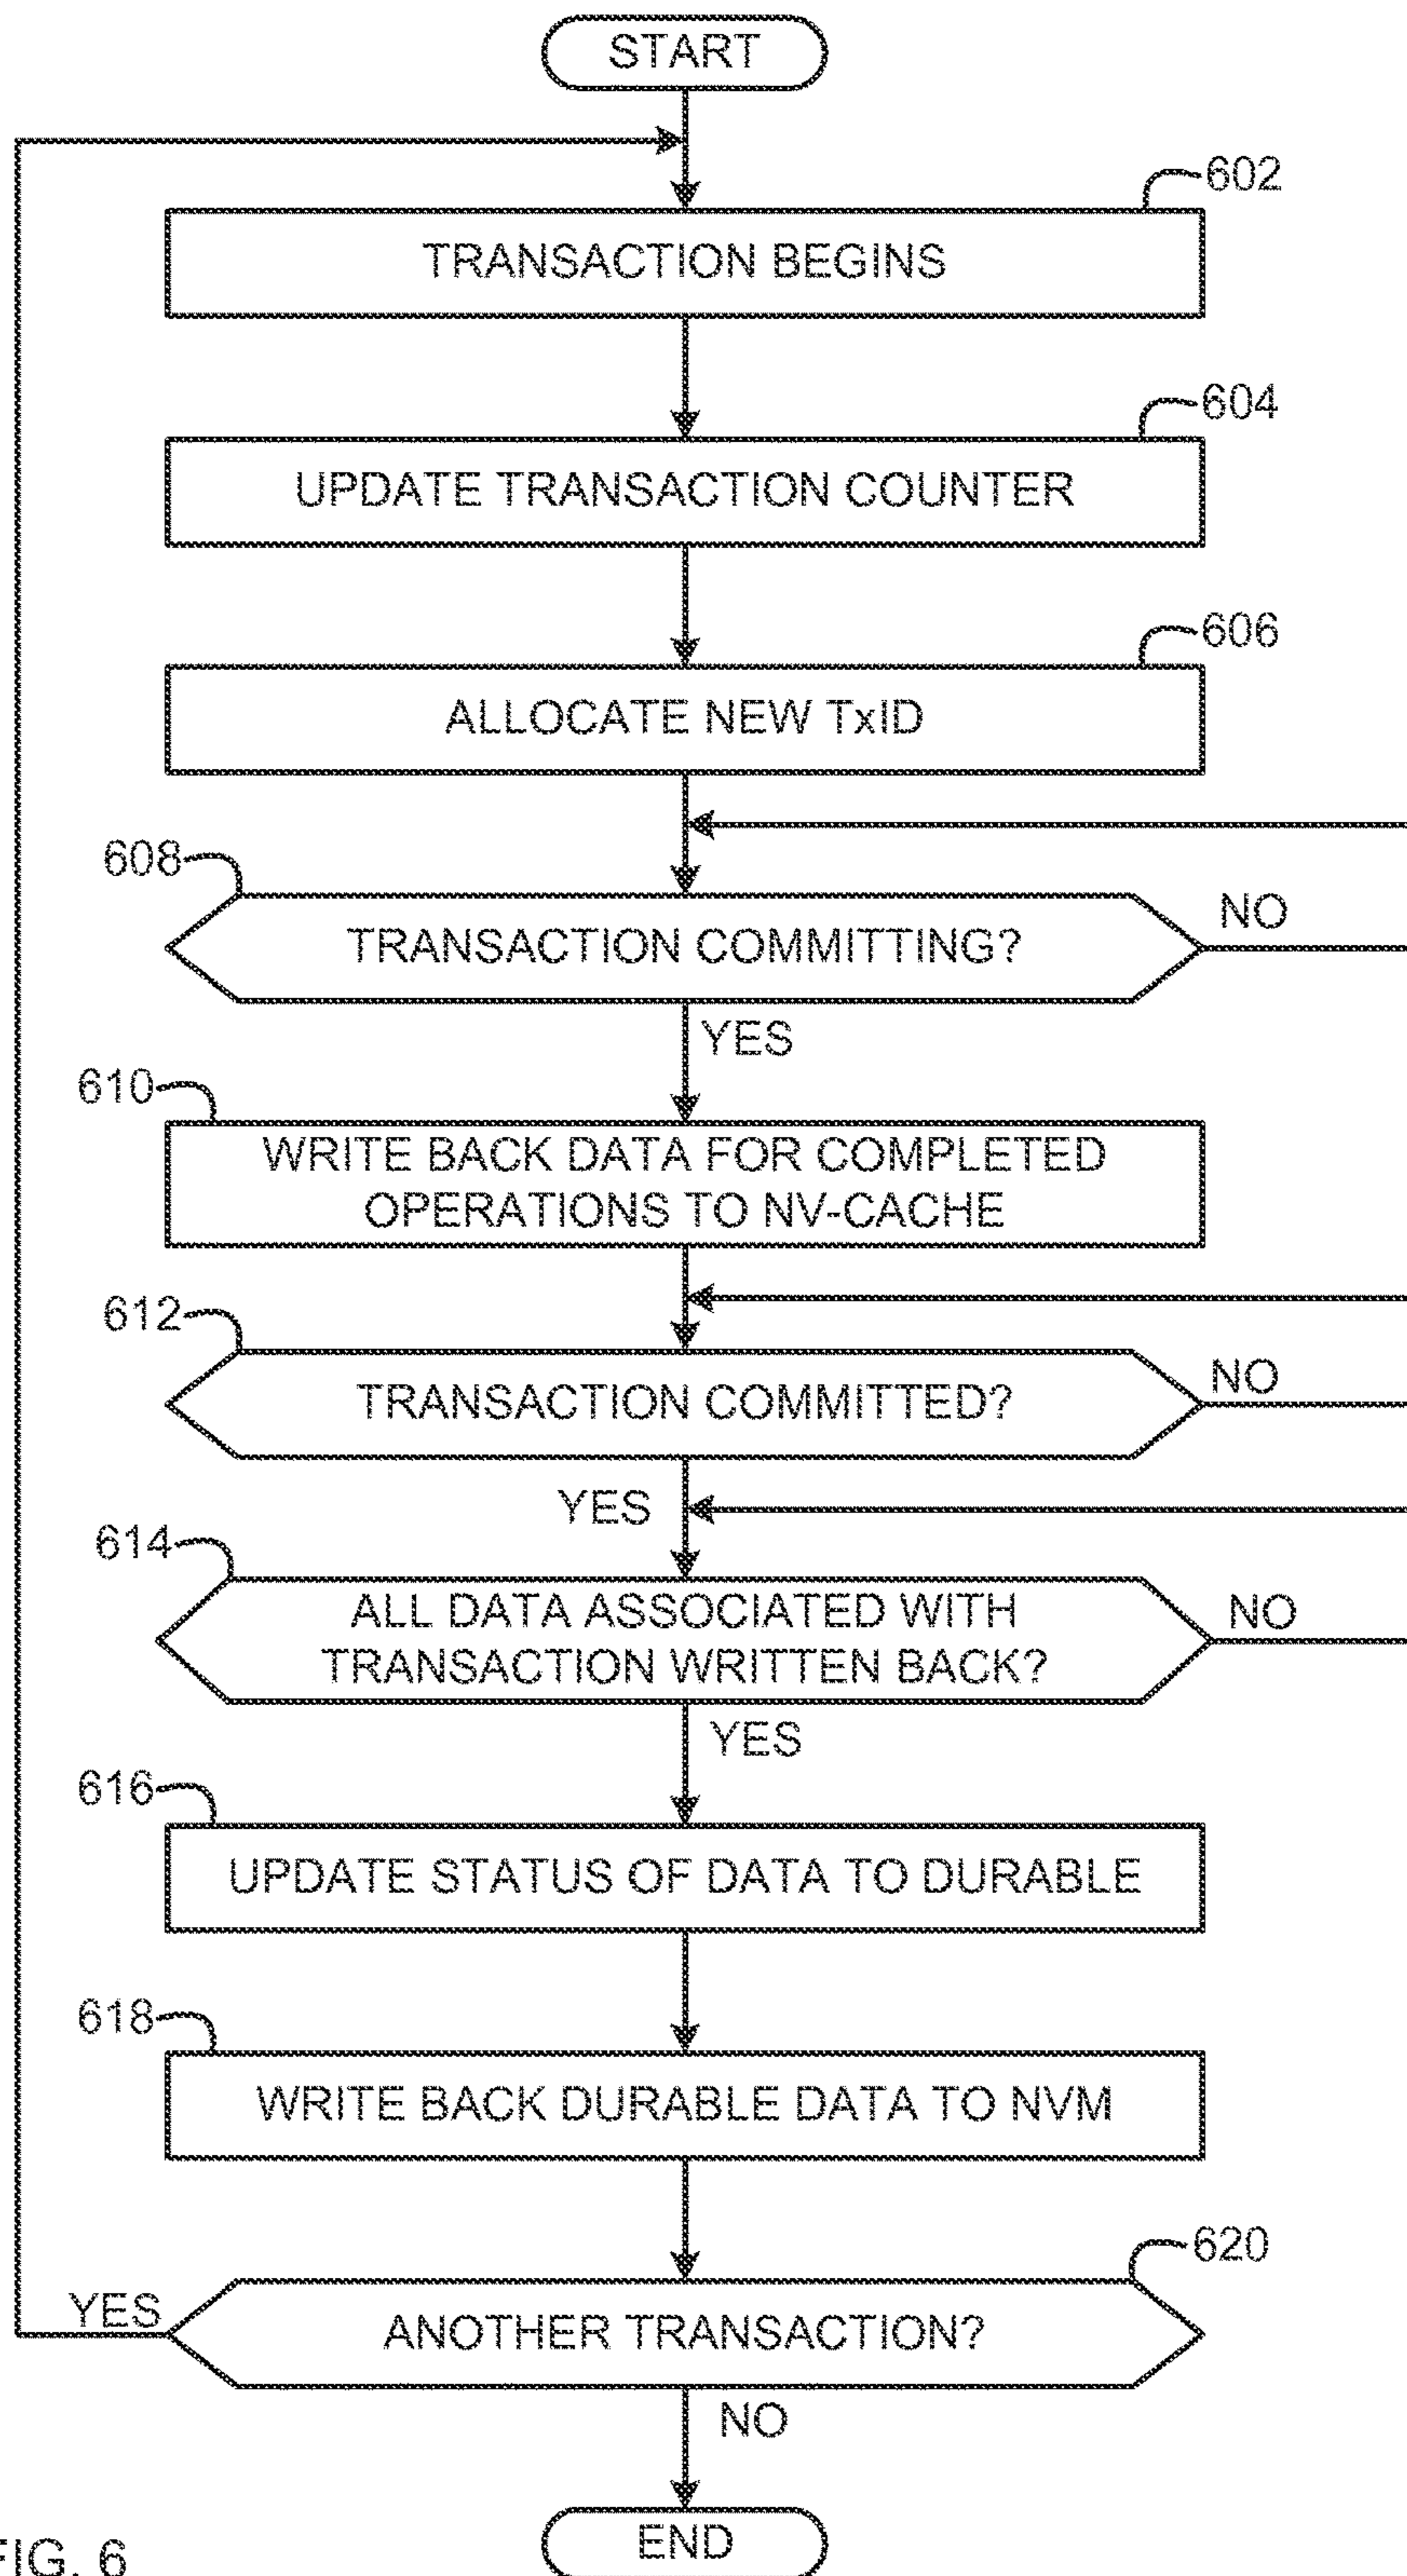 START
602
TRANSACTION BEGINS
604
UPDATE TRANSACTION COUNTER
606
ALLOCATE NEW TxID
608
NO
TRANSACTION COMMITTING?
YES
610
WRITE BACK DATA FOR COMPLETED
OPERATIONS TO NV-CACHE
612
NO
TRANSACTION COMMITTED?
YES
614
NO
ALL DATA ASSOCIATED WITH
TRANSACTION WRITTEN BACK?
YES
616
UPDATE STATUS OF DATA TO DURABLE
618
WRITE BACK DURABLE DATA TO NVM
620
YES
ANOTHER TRANSACTION?
NO
END
FIG. 6